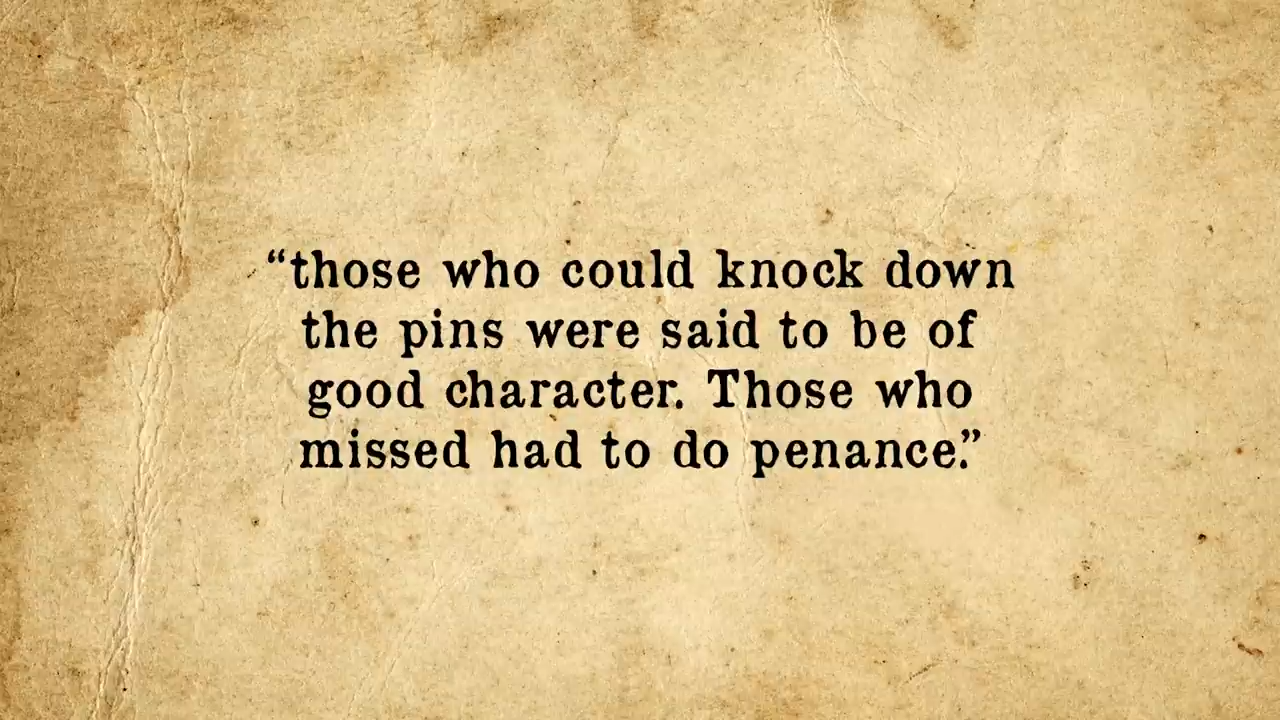 “those who could knock down
the pins were said to be of
good character. Those who
missed had to do penance.”